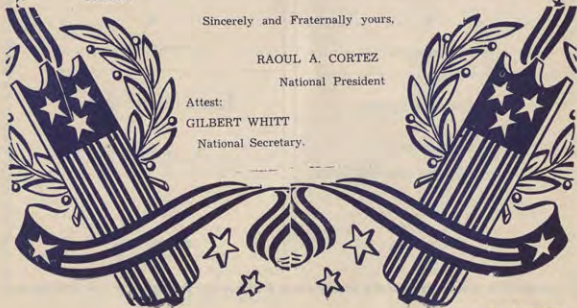 Sincerely and Fraternally yours,
RAOUL A. CORTEZ
National President
Attest:
GILBERT WHITT
National Secretary.